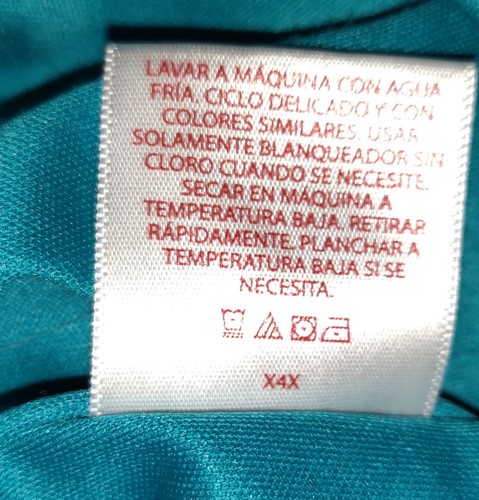 LAVAR A MÁQUINA CON AGUA
FRÍA, CICLO DELICADO Y CON
COLORES SIMILARES. USAR
SOLAMENTE BLANQUEADOR SIN
CLORO CUANDO SE NECESITE.
SECAR EN MÁQUINA A
TEMPERATURA BAJA. RETIRAR
RÁPIDAMENTE. PLANCHAR A
TEMPERATURA BAJA SI SE
NECESITA.
X4X